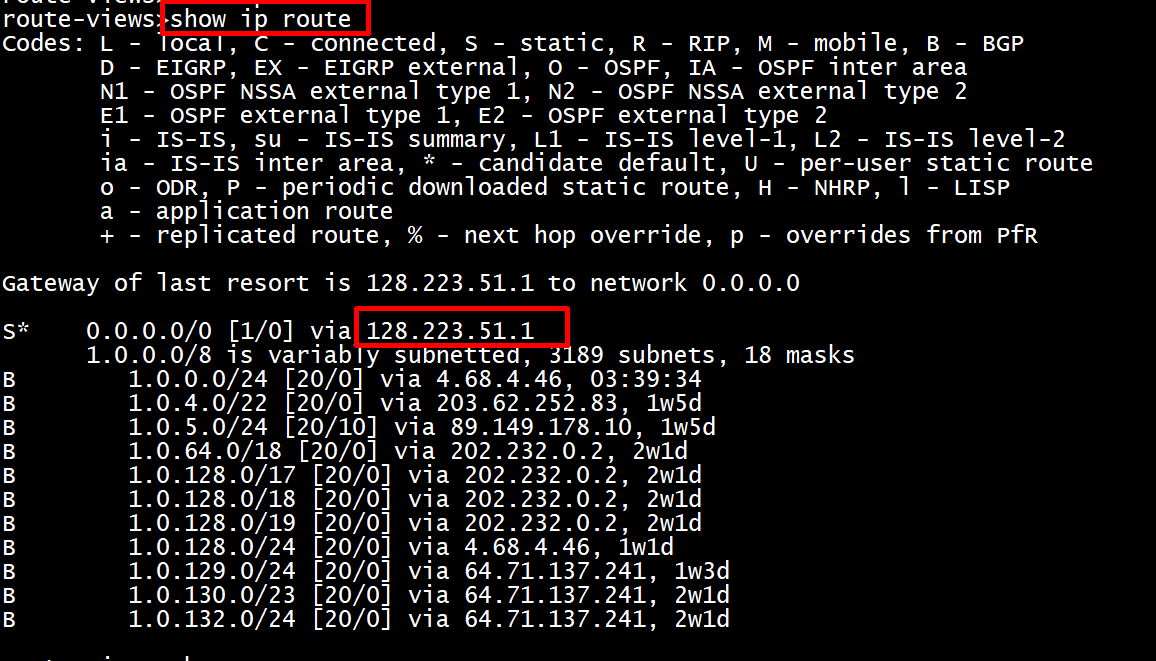 route-views>show ip route
Codes: L - local, C - connected, S - static, R - RIP, M - mobile, B - BGP
       D - EIGRP, EX - EIGRP external, O - OSPF, IA - OSPF inter area
       N1 - OSPF NSSA external type 1, N2 - OSPF NSSA external type 2
       E1 - OSPF external type 1, E2 - OSPF external type 2
       i - IS-IS, su - IS-IS summary, L1 - IS-IS level-1, L2 - IS-IS level-2
       ia - IS-IS inter area, * - candidate default, U - per-user static route
       o - ODR, P - periodic downloaded static route, H - NHRP, l - LISP
       a - application route
       + - replicated route, % - next hop override, p - overrides from PfR
Gateway of last resort is 128.223.51.1 to network 0.0.0.0
S*    0.0.0.0/0 [1/0] via 128.223.51.1
      1.0.0.0/8 is variably subnetted, 3189 subnets, 18 masks
B        1.0.0.0/24 [20/0] via 4.68.4.46, 03:39:34
B        1.0.4.0/22 [20/0] via 203.62.252.83, 1w5d
B        1.0.5.0/24 [20/10] via 89.149.178.10, 1w5d
B        1.0.64.0/18 [20/0] via 202.232.0.2, 2w1d
B        1.0.128.0/17 [20/0] via 202.232.0.2, 2w1d
B        1.0.128.0/18 [20/0] via 202.232.0.2, 2w1d
B        1.0.128.0/19 [20/0] via 202.232.0.2, 2w1d
B        1.0.128.0/24 [20/0] via 4.68.4.46, 1w1d
B        1.0.129.0/24 [20/0] via 64.71.137.241, 1w3d
B        1.0.130.0/23 [20/0] via 64.71.137.241, 2w1d
B        1.0.132.0/24 [20/0] via 64.71.137.241, 2w1d